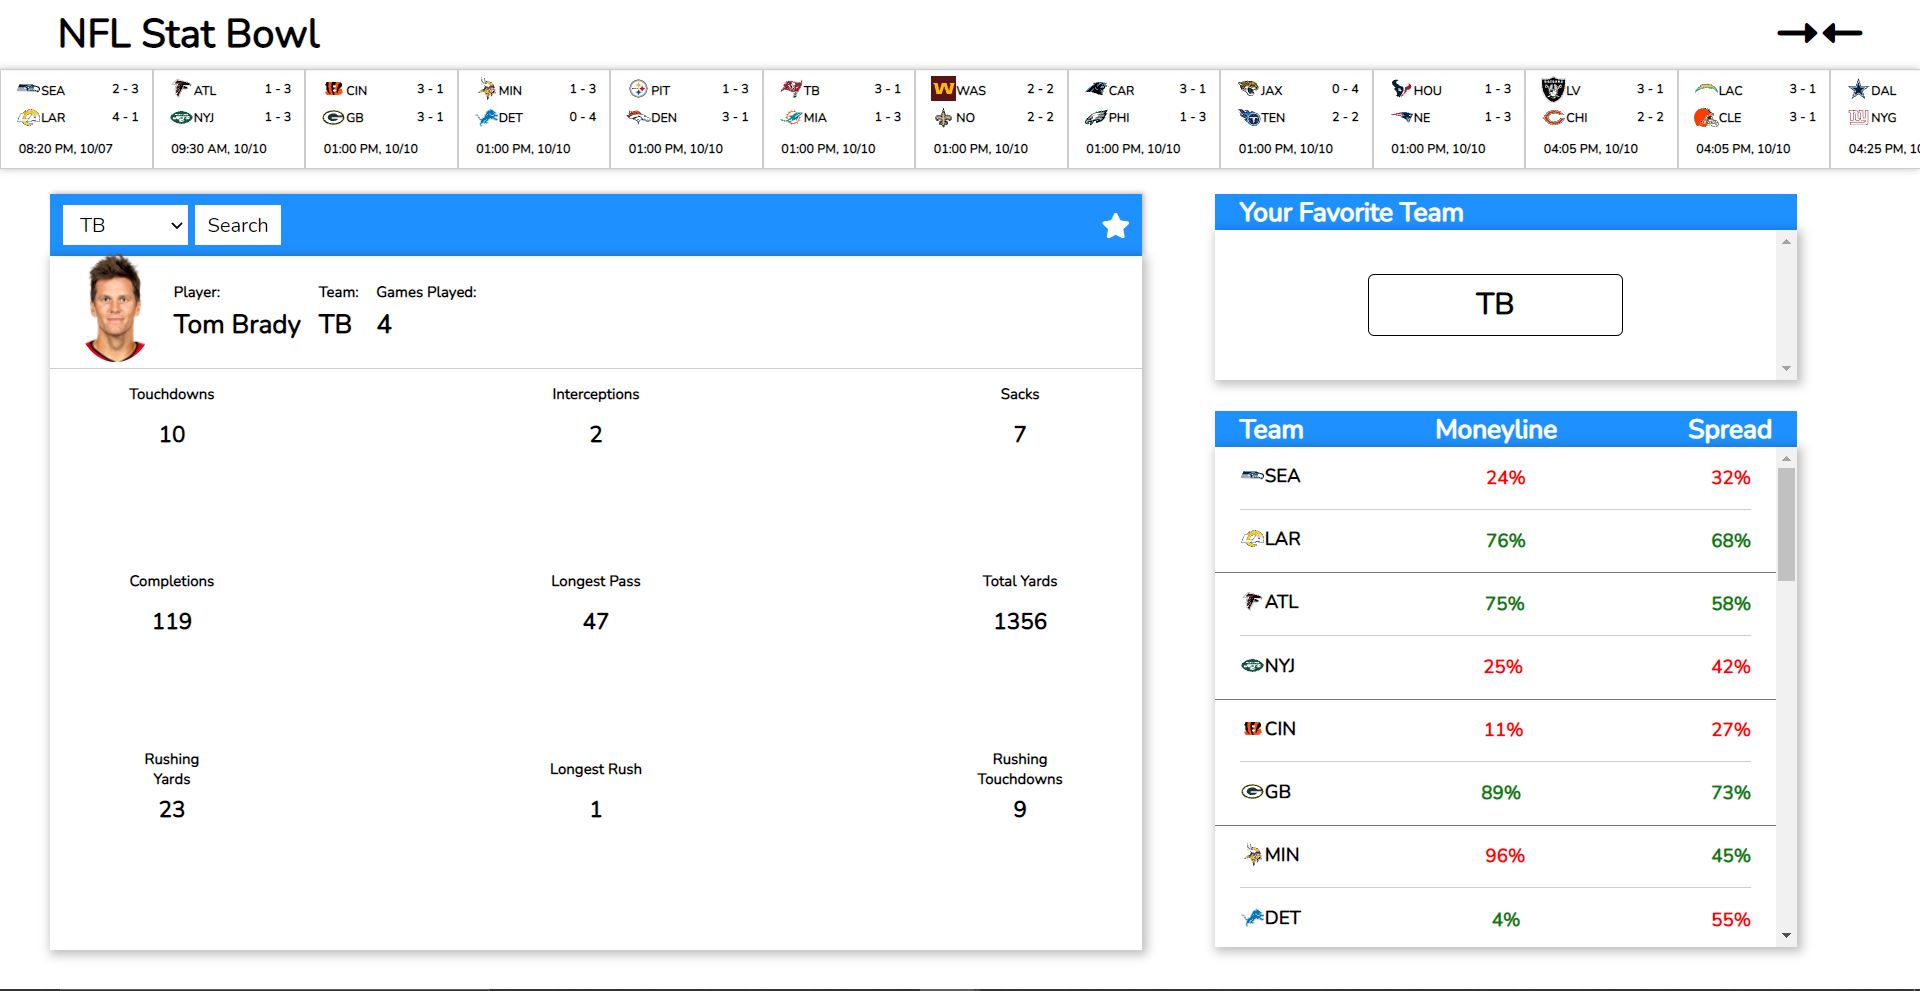 NFL Stat Bowl
SEA 2 - 3
LAR 4 - 1
08:20 PM, 10/07
ATL 1 - 3
NYJ 1 - 3
09:30 AM, 10/10
CIN 3 - 1
GB 3 - 1
01:00 PM, 10/10
MIN 1 - 3
DET 0 - 4
01:00 PM, 10/10
PIT 1 - 3
DEN 3 - 1
01:00 PM, 10/10
TB 3 - 1
MIA 1 - 3
01:00 PM, 10/10
W WAS 2 - 2
NO 2 - 2
01:00 PM, 10/10
CAR 3 - 1
PHI 1 - 3
01:00 PM, 10/10
JAX 0 - 4
TEN 2 - 2
01:00 PM, 10/10
HOU 1 - 3
NE 1 - 3
01:00 PM, 10/10
LV 3 - 1
CHI 2 - 2
04:05 PM, 10/10
LAC 3 - 1
CLE 3 - 1
04:05 PM, 10/10
DAL
NYG
04:25 PM, 10
TB Search
Player: Team: Games Played:
Tom Brady TB 4
Touchdowns Interceptions Sacks
10 2 7
Completions Longest Pass Total Yards
119 47 1356
Rushing Yards Longest Rush Rushing Touchdowns
23 1 9
Your Favorite Team
TB
Team Moneyline Spread
SEA 24% 32%
LAR 76% 68%
ATL 75% 58%
NYJ 25% 42%
CIN 11% 27%
GB 89% 73%
MIN 96% 45%
DET 4% 55%